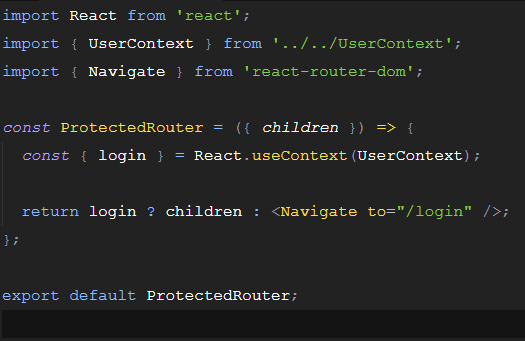 import React from 'react';
import { UserContext } from '../../UserContext';
import { Navigate } from 'react-router-dom';
const ProtectedRouter = ({ children }) => {
const { login } = React.useContext(UserContext);
return login ? children : <Navigate to="/login" />;
};
export default ProtectedRouter;